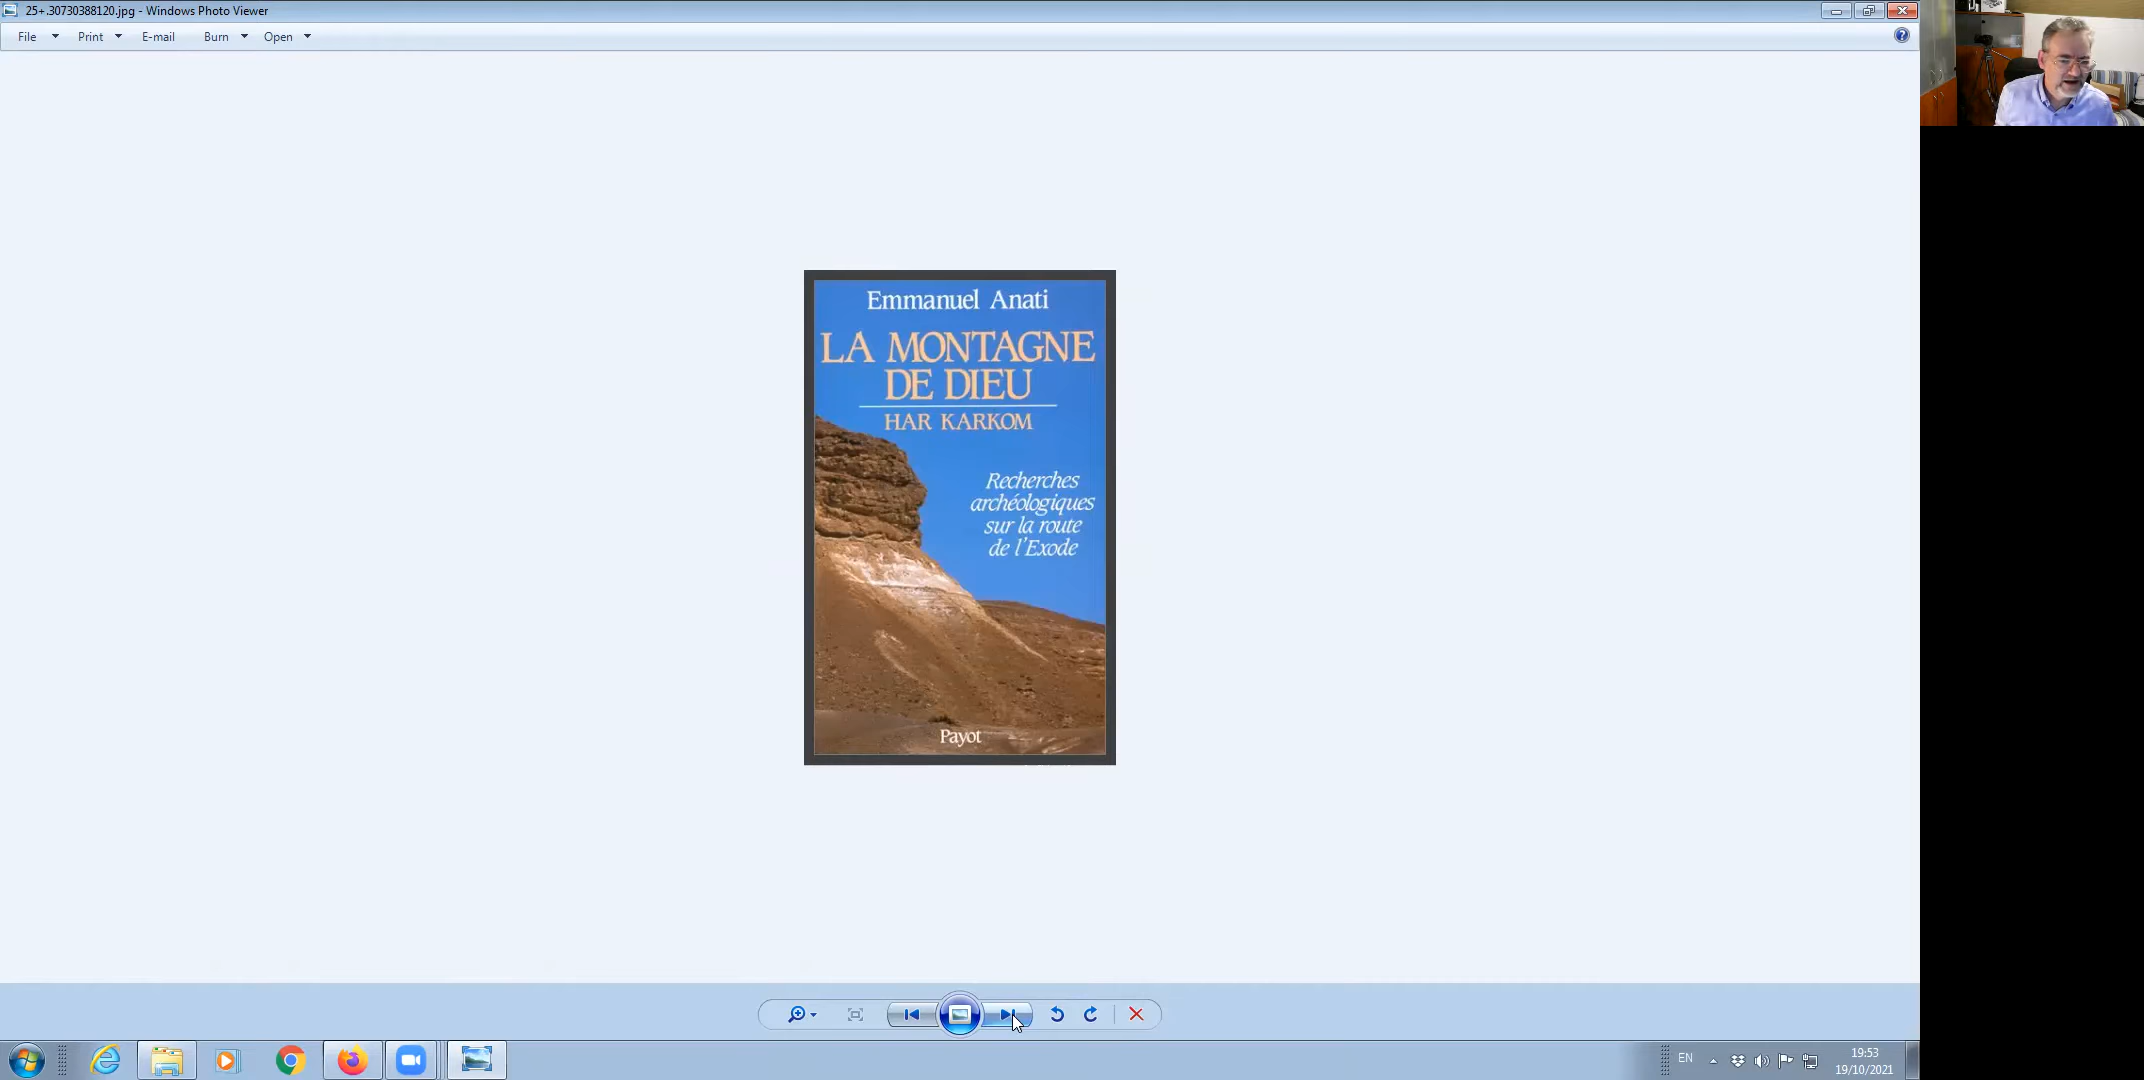 25+.30730388120.jpg - Windows Photo Viewer
File Print E-mail Burn Open
Emmanuel Anati
LA MONTAGNE
DE DIEU
HAR KARKOM
Recherches
archéologiques
sur la route
de l'Exode
Payot
EN
19:53
19/10/2021